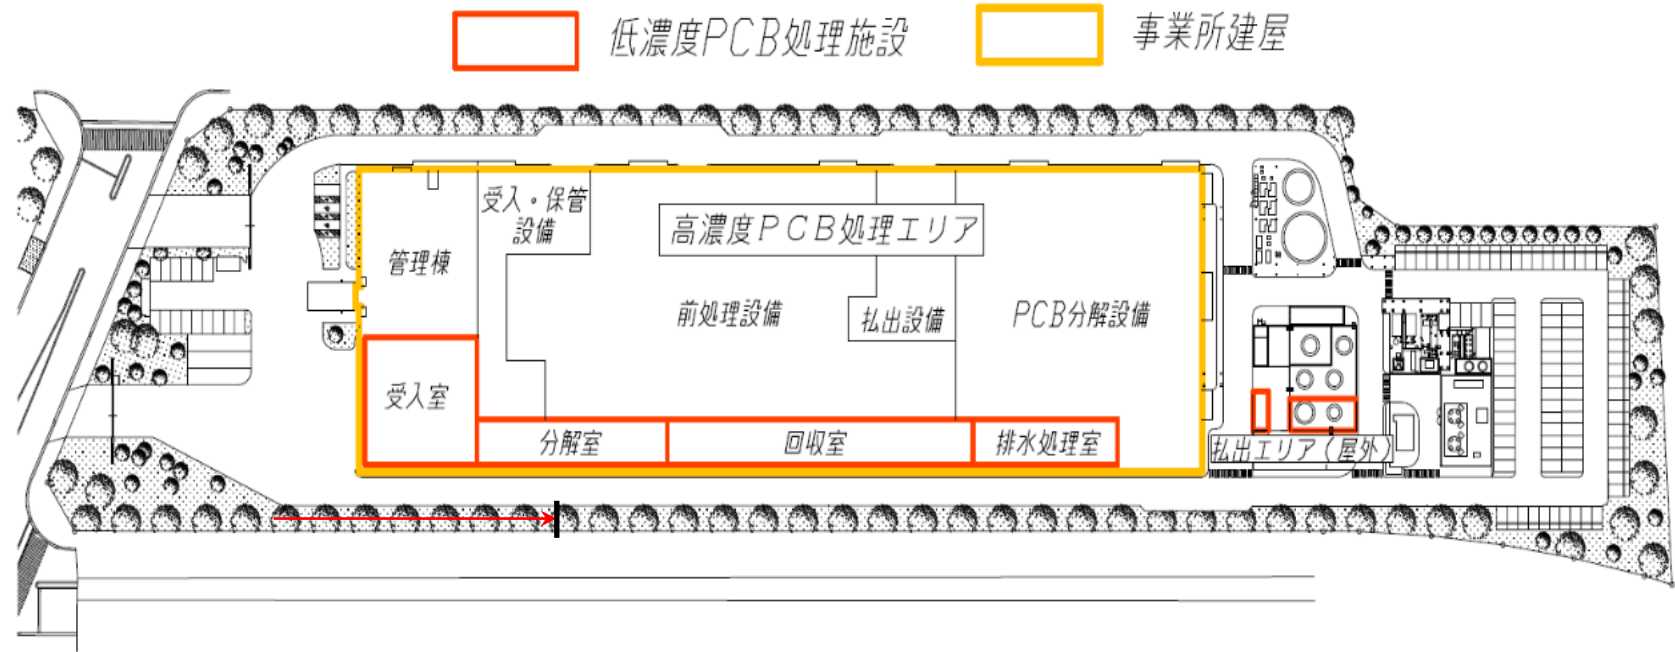 低濃度PCB処理施設
事業所建屋
受入・保管
設備
高濃度PCB処理エリア
管理棟
前処理設備
払出設備
PCB分解設備
受入室
分解室
回収室
排水処理室
払出エリア(屋外)